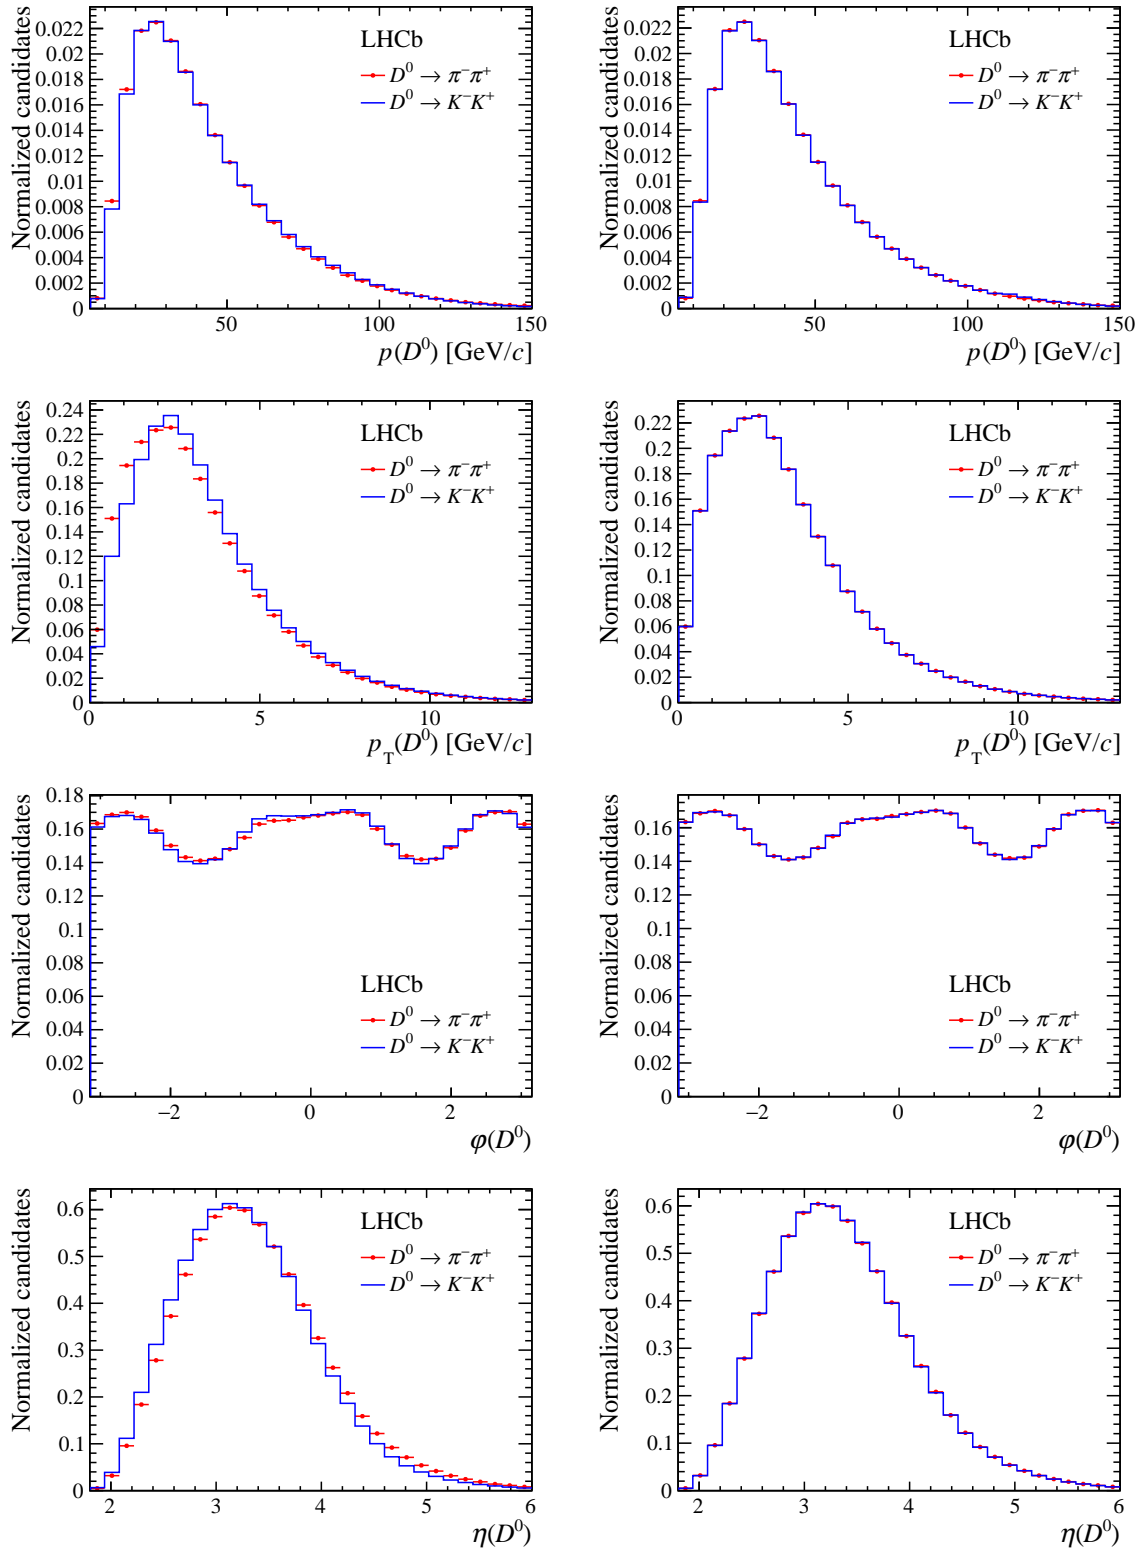 Normalized candidates
0.022
0.02
0.018
0.016
0.014
0.012
0.01
0.008
0.006
0.004
0.002
0
LHCb
D⁰ → π⁻π⁺
D⁰ → K⁻K⁺
50 100 150
p(D⁰) [GeV/c]
Normalized candidates
0.022
0.02
0.018
0.016
0.014
0.012
0.01
0.008
0.006
0.004
0.002
0
LHCb
D⁰ → π⁻π⁺
D⁰ → K⁻K⁺
50 100 150
p(D⁰) [GeV/c]
Normalized candidates
0.24
0.22
0.2
0.18
0.16
0.14
0.12
0.1
0.08
0.06
0.04
0.02
0
LHCb
D⁰ → π⁻π⁺
D⁰ → K⁻K⁺
0 5 10
p_T(D⁰) [GeV/c]
Normalized candidates
0.22
0.2
0.18
0.16
0.14
0.12
0.1
0.08
0.06
0.04
0.02
0
LHCb
D⁰ → π⁻π⁺
D⁰ → K⁻K⁺
0 5 10
p_T(D⁰) [GeV/c]
Normalized candidates
0.18
0.16
0.14
0.12
0.1
0.08
0.06
0.04
0.02
0
LHCb
D⁰ → π⁻π⁺
D⁰ → K⁻K⁺
−2 0 2
φ(D⁰)
Normalized candidates
0.16
0.14
0.12
0.1
0.08
0.06
0.04
0.02
0
LHCb
D⁰ → π⁻π⁺
D⁰ → K⁻K⁺
−2 0 2
φ(D⁰)
Normalized candidates
0.6
0.5
0.4
0.3
0.2
0.1
0
LHCb
D⁰ → π⁻π⁺
D⁰ → K⁻K⁺
2 3 4 5 6
η(D⁰)
Normalized candidates
0.6
0.5
0.4
0.3
0.2
0.1
0
LHCb
D⁰ → π⁻π⁺
D⁰ → K⁻K⁺
2 3 4 5 6
η(D⁰)